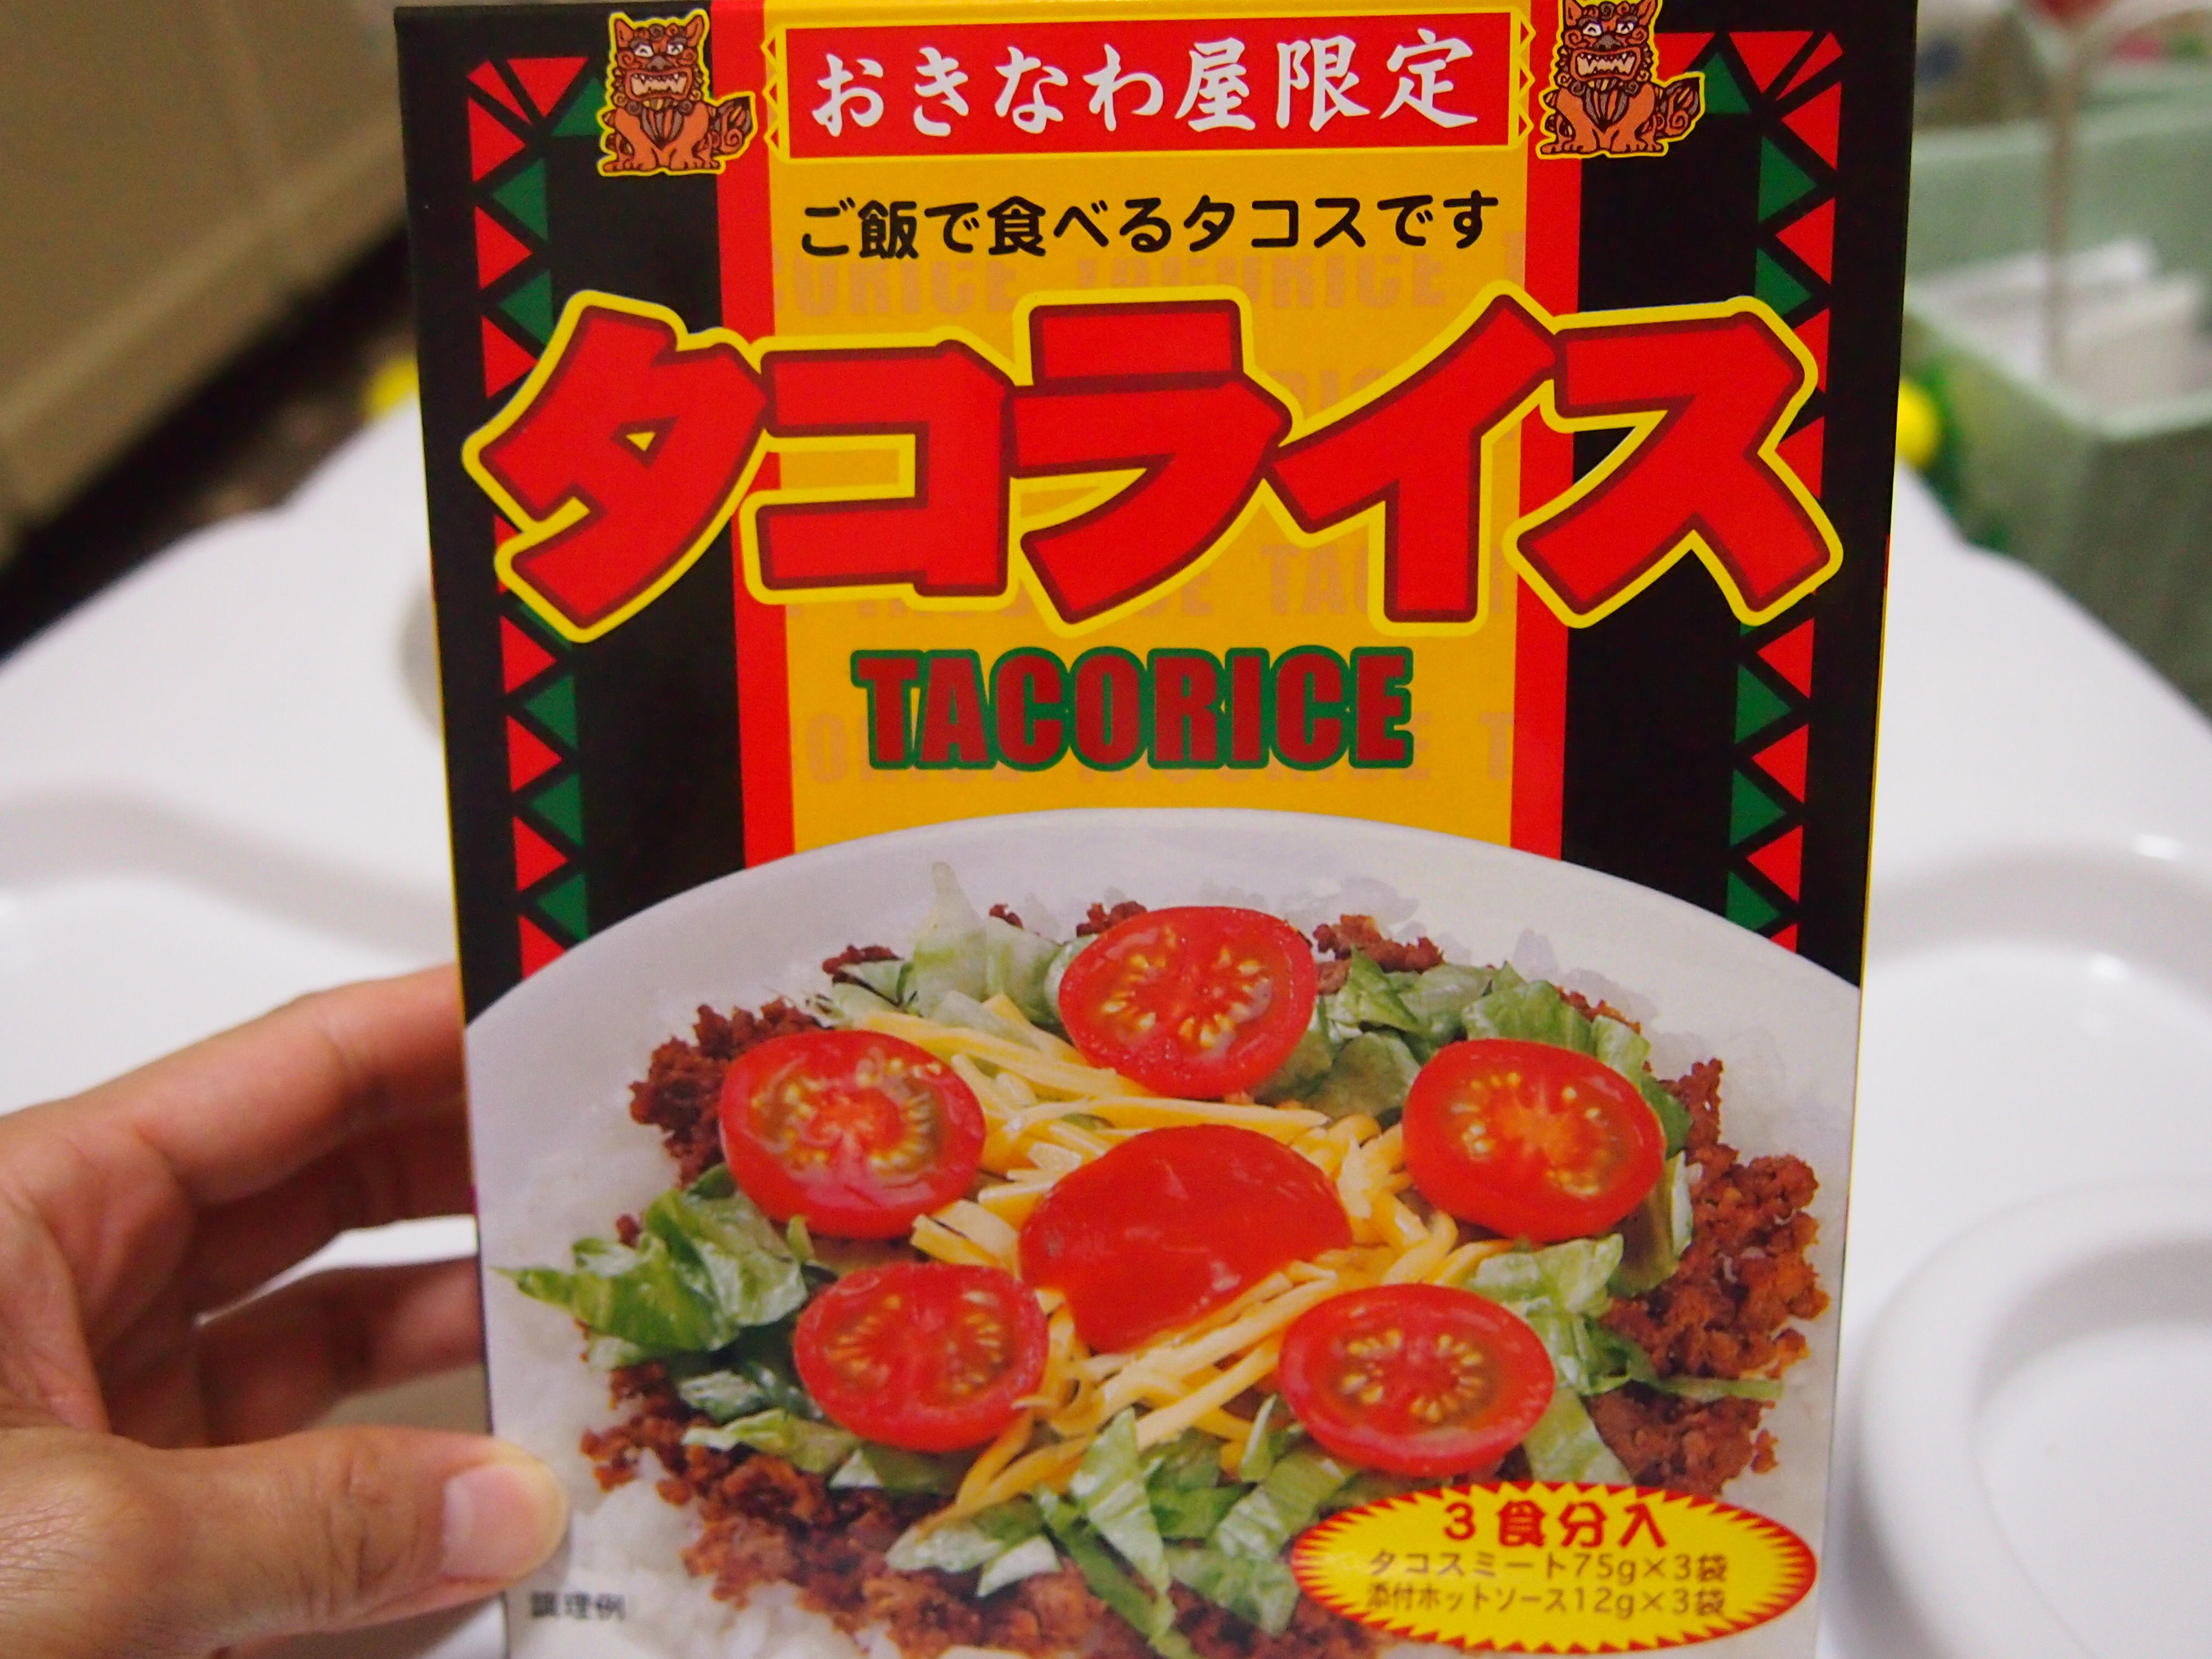 おきなわ屋限定
ご飯で食べるタコスです
タコライス
TACORICE
3食分入
タコスミート75g×3袋
添付ホットソース12g×3袋
調理例